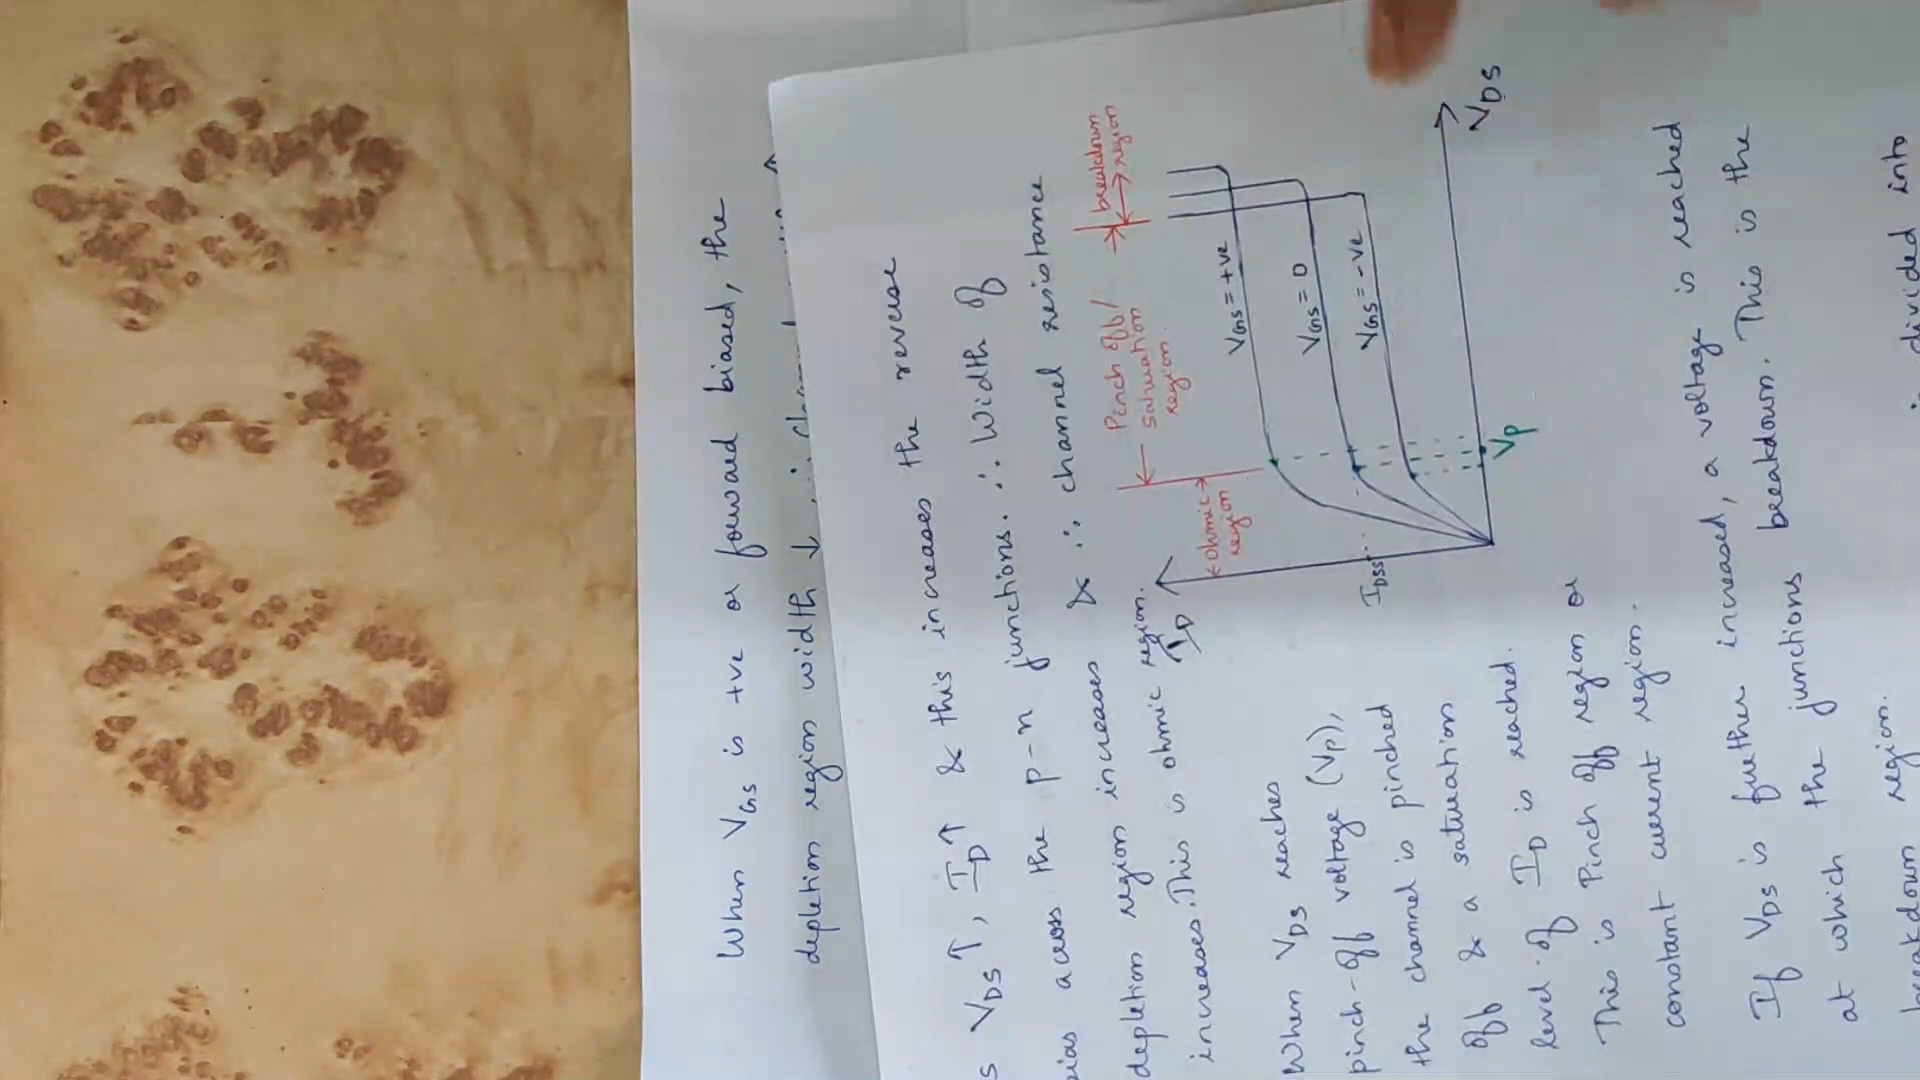 When VGS is +ve or forward biased, the
depletion region width ↓
s VDS ↑, ID ↑ & this increases the reverse
bias across the p-n junctions. ∴ Width of
depletion region increases & ∴ channel resistance
increases. This is ohmic region.
When VDS reaches
pinch-off voltage (VP),
the channel is pinched
off & a saturation
level of ID is reached.
This is Pinch off region or
constant current region.
If VDS is further increased, a voltage is reached
at which the junctions breakdown. This is the
breakdown region.
divided into
ID
ohmic region
Pinch off/
saturation
region.
breakdown
region
VGS = +ve
VGS = 0
VGS = -ve
IDSS
VP
VDS